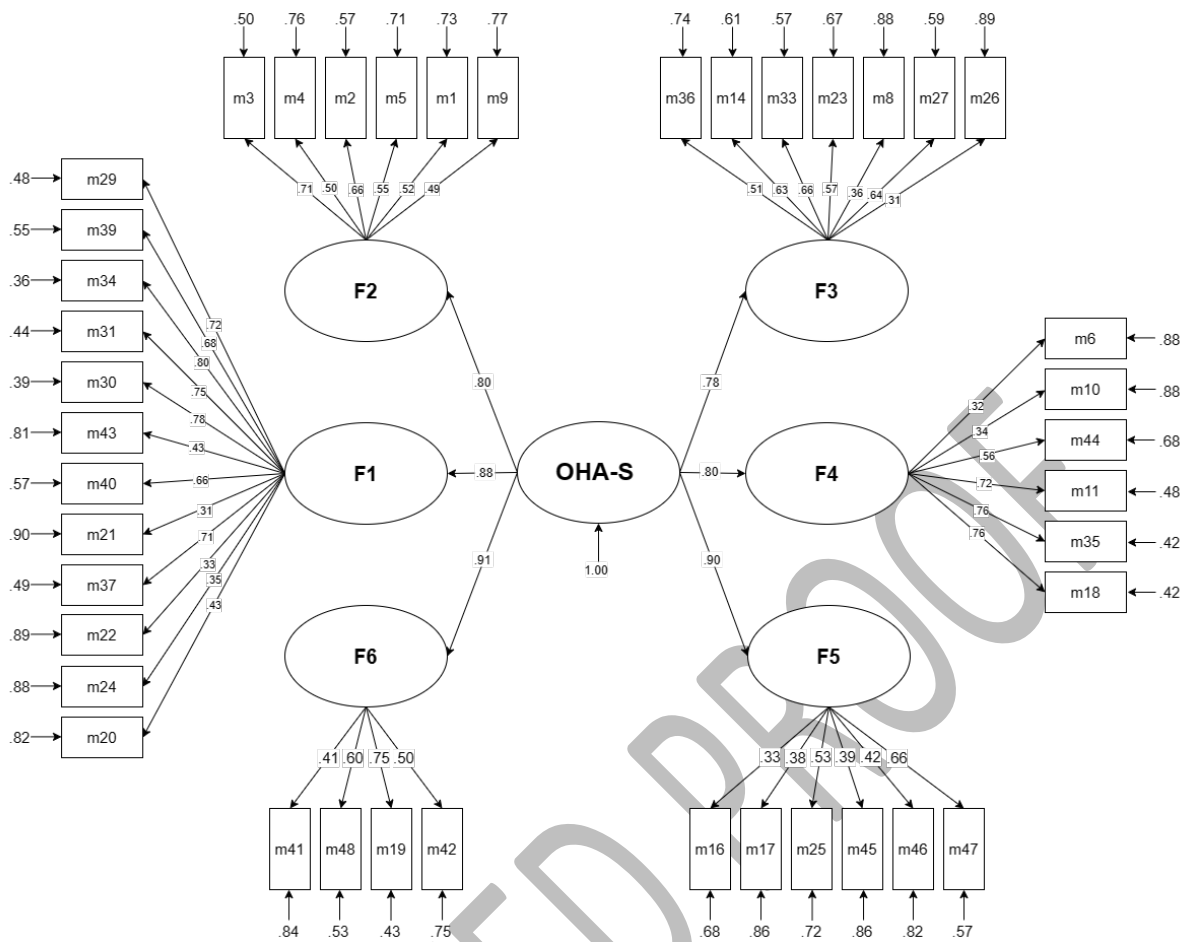 .50 .76 .57 .71 .73 .77
m3 m4 m2 m5 m1 m9
.71 .50 .66 .55 .52 .49
F2
.74 .61 .57 .67 .88 .59 .89
m36 m14 m33 m23 m8 m27 m26
.51 .63 .66 .57 .36 .64 .31
F3
.48 m29 .72
.55 m39 .68
.36 m34 .80
.44 m31 .75
.39 m30 .78
.81 m43 .43
.57 m40 .66
.90 m21 .31
.49 m37 .71
.89 m22 .33
.88 m24 .35
.82 m20 .43
F1
.80 .78
.88 OHA-S .80
.91 1.00 .90
F4
.32 m6 .88
.34 m10 .88
.56 m44 .68
.72 m11 .48
.76 m35 .42
.76 m18 .42
F6
.41 .60 .75 .50
m41 m48 m19 m42
.84 .53 .43 .75
F5
.33 .38 .53 .39 .42 .66
m16 m17 m25 m45 m46 m47
.68 .86 .72 .86 .82 .57
ED PROOF